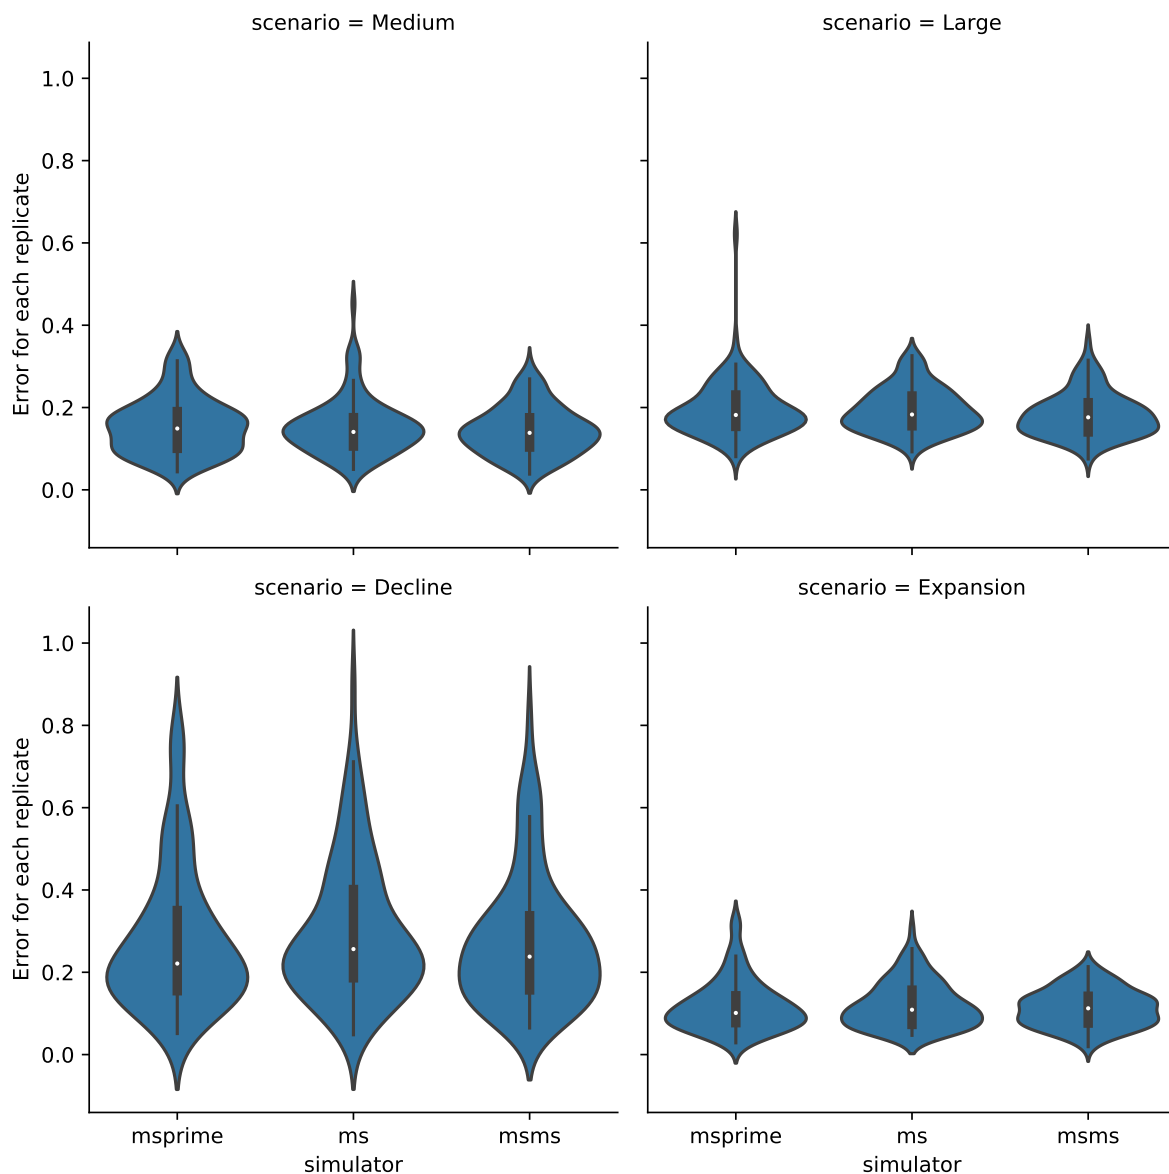 scenario = Medium
scenario = Large
Error for each replicate
1.0
0.8
0.6
0.4
0.2
0.0
scenario = Decline
scenario = Expansion
Error for each replicate
1.0
0.8
0.6
0.4
0.2
0.0
msprime
ms
msms
simulator
msprime
ms
msms
simulator